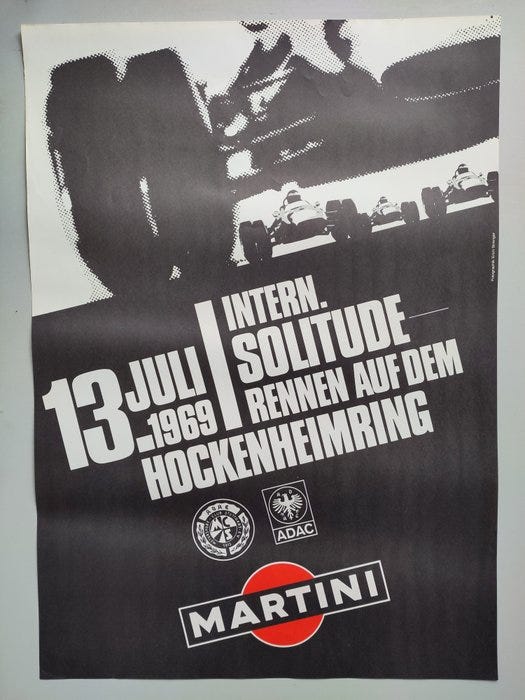 INTERN.
SOLITUDE
RENNEN AUF DEM
13. JULI
1969
HOCKENHEIMRING
ADAC
MARTINI